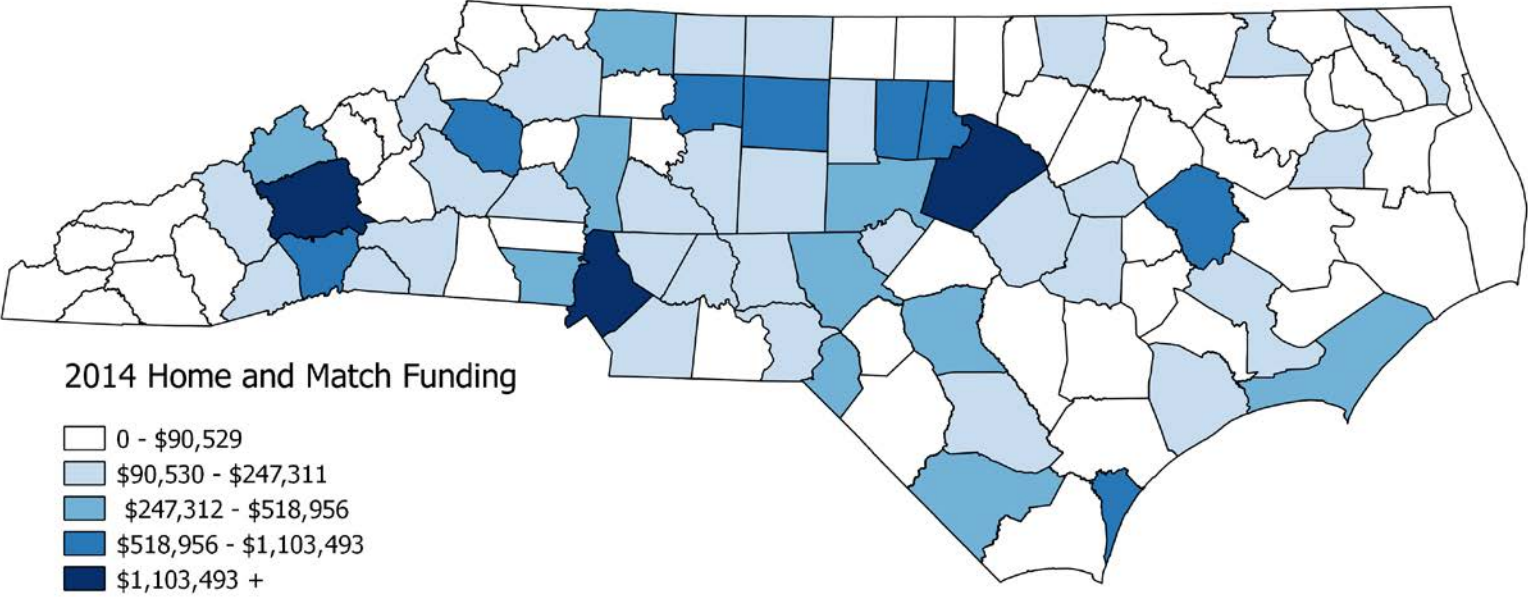 2014 Home and Match Funding
0 - $90,529
$90,530 - $247,311
$247,312 - $518,956
$518,956 - $1,103,493
$1,103,493 +